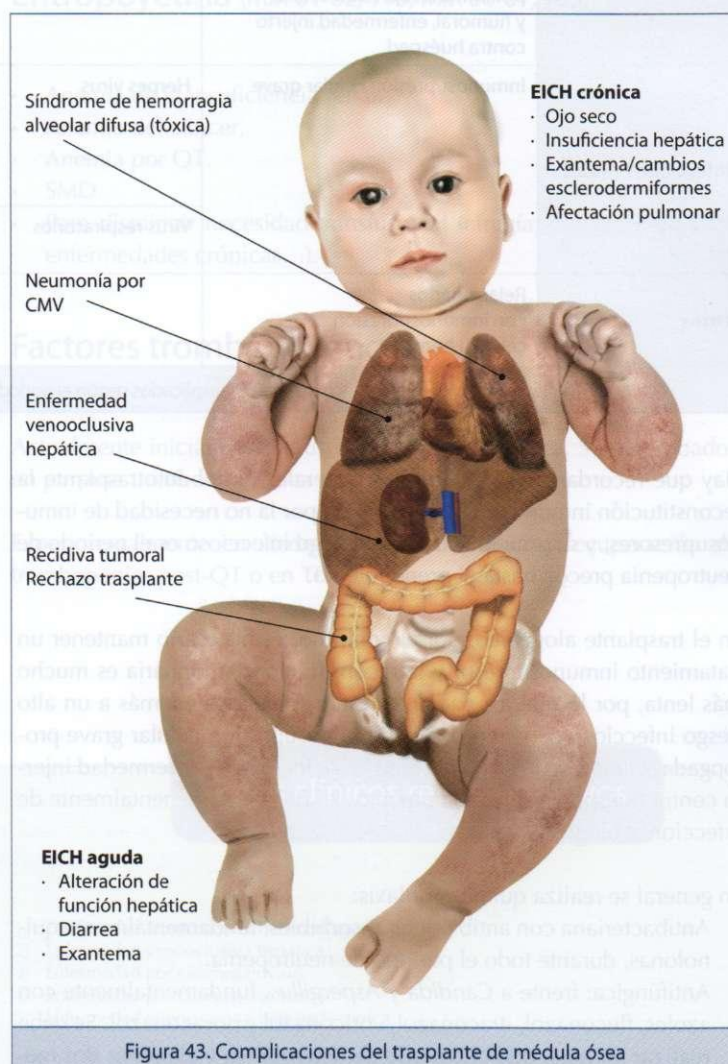 Síndrome de hemorragia
alveolar difusa (tóxica)
Neumonía por
CMV
Enfermedad
venooclusiva
hepática
Recidiva tumoral
Rechazo trasplante
EICH crónica
· Ojo seco
· Insuficiencia hepática
· Exantema/cambios
esclerodermiformes
· Afectación pulmonar
EICH aguda
· Alteración de
función hepática
· Diarrea
· Exantema
Figura 43. Complicaciones del trasplante de médula ósea